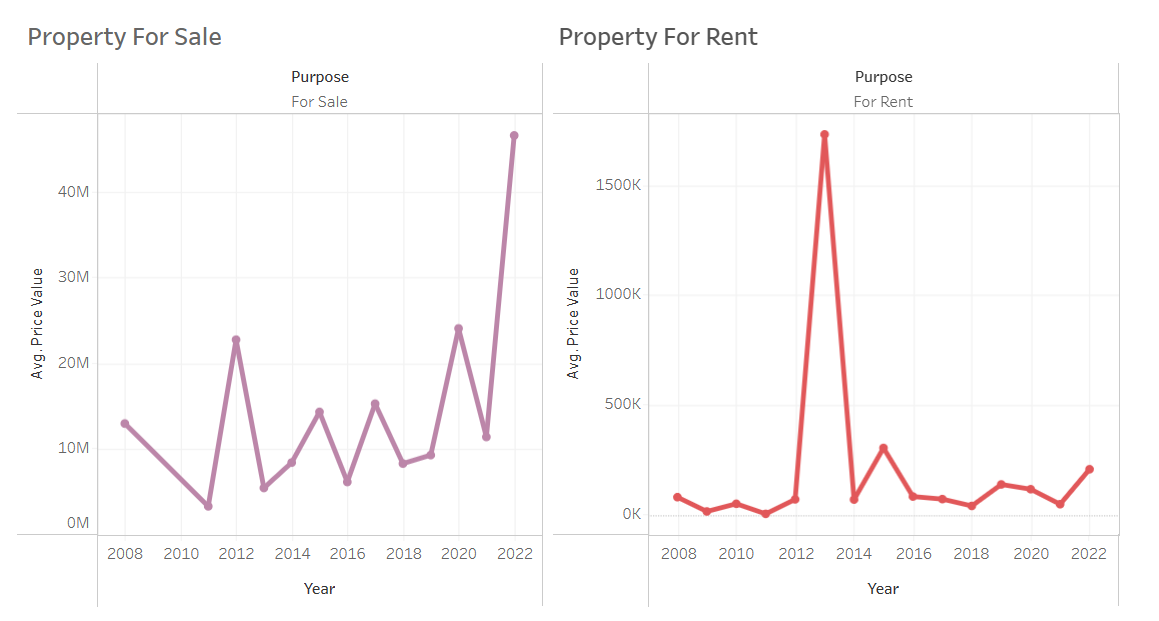 Property For Sale
Purpose
For Sale
40M
30M
20M
10M
0M
Avg. Price Value
2008 2010 2012 2014 2016 2018 2020 2022
Year
Property For Rent
Purpose
For Rent
1500K
1000K
500K
0K
Avg. Price Value
2008 2010 2012 2014 2016 2018 2020 2022
Year